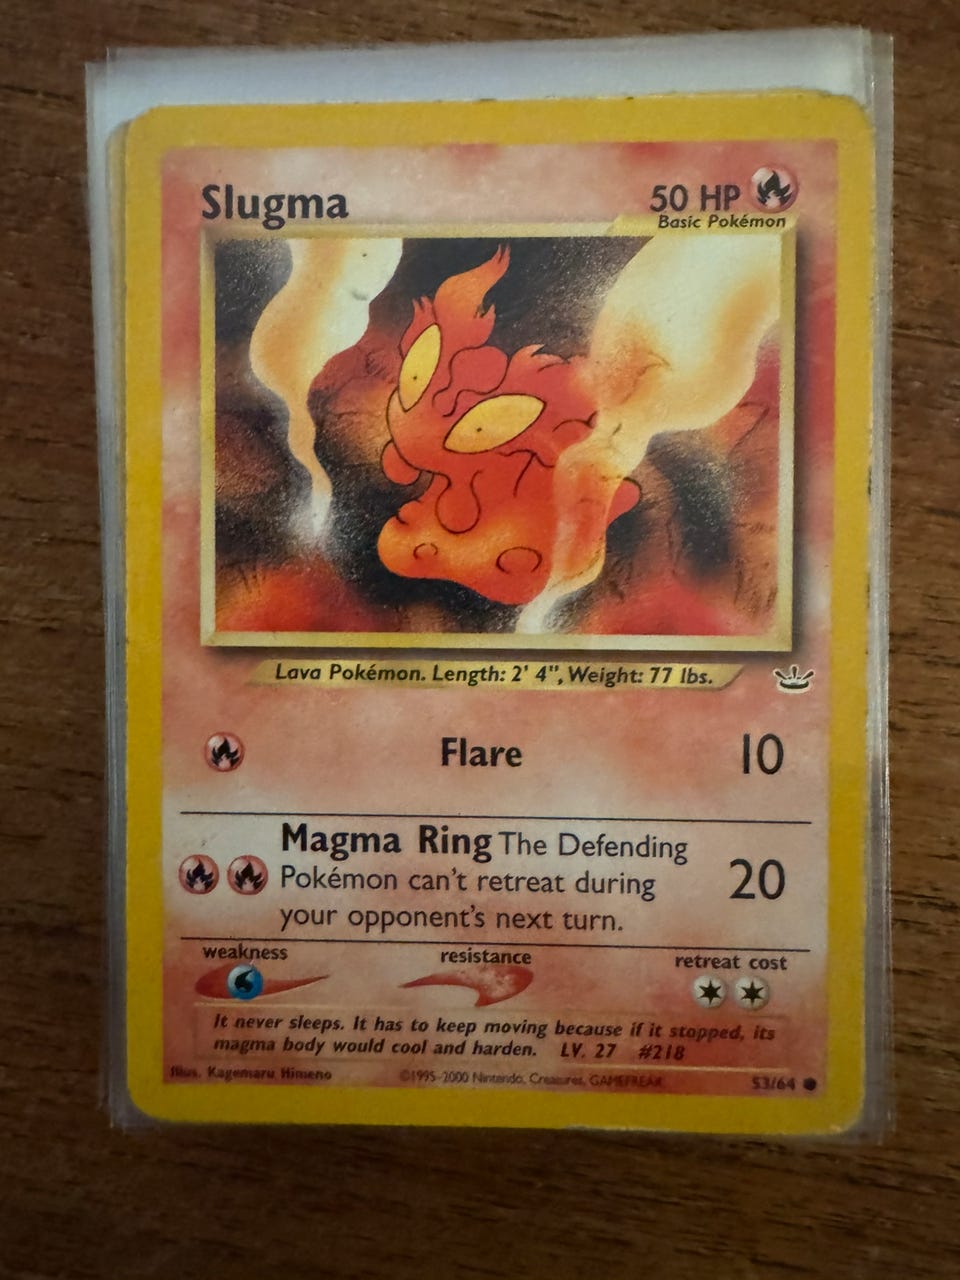 Slugma
50 HP
Basic Pokémon
Lava Pokémon. Length: 2' 4", Weight: 77 lbs.
Flare 10
Magma Ring The Defending
Pokémon can't retreat during
your opponent's next turn.
20
weakness
resistance
retreat cost
It never sleeps. It has to keep moving because if it stopped, its
magma body would cool and harden. LV. 27 #218
Illus. Kagemaru Himeno
©1995-2000 Nintendo, Creatures, GAMEFREAK
53/64